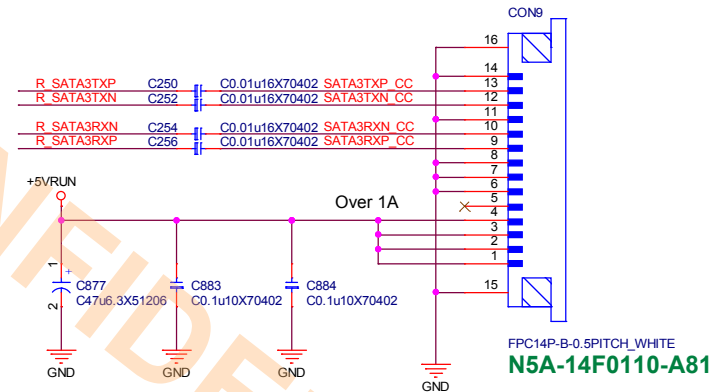 CON9
16
R_SATA3TXP C250 C0.01u16X70402 SATA3TXP_CC
R_SATA3TXN C252 C0.01u16X70402 SATA3TXN_CC
R_SATA3RXN C254 C0.01u16X70402 SATA3RXN_CC
R_SATA3RXP C256 C0.01u16X70402 SATA3RXP_CC
14
13
12
11
10
9
8
7
6
5
4
3
2
1
15
+5VRUN
Over 1A
1
+
2
C877
C47u6.3X51206
C883
C0.1u10X70402
C884
C0.1u10X70402
GND
GND
GND
GND
FPC14P-B-0.5PITCH_WHITE
N5A-14F0110-A81